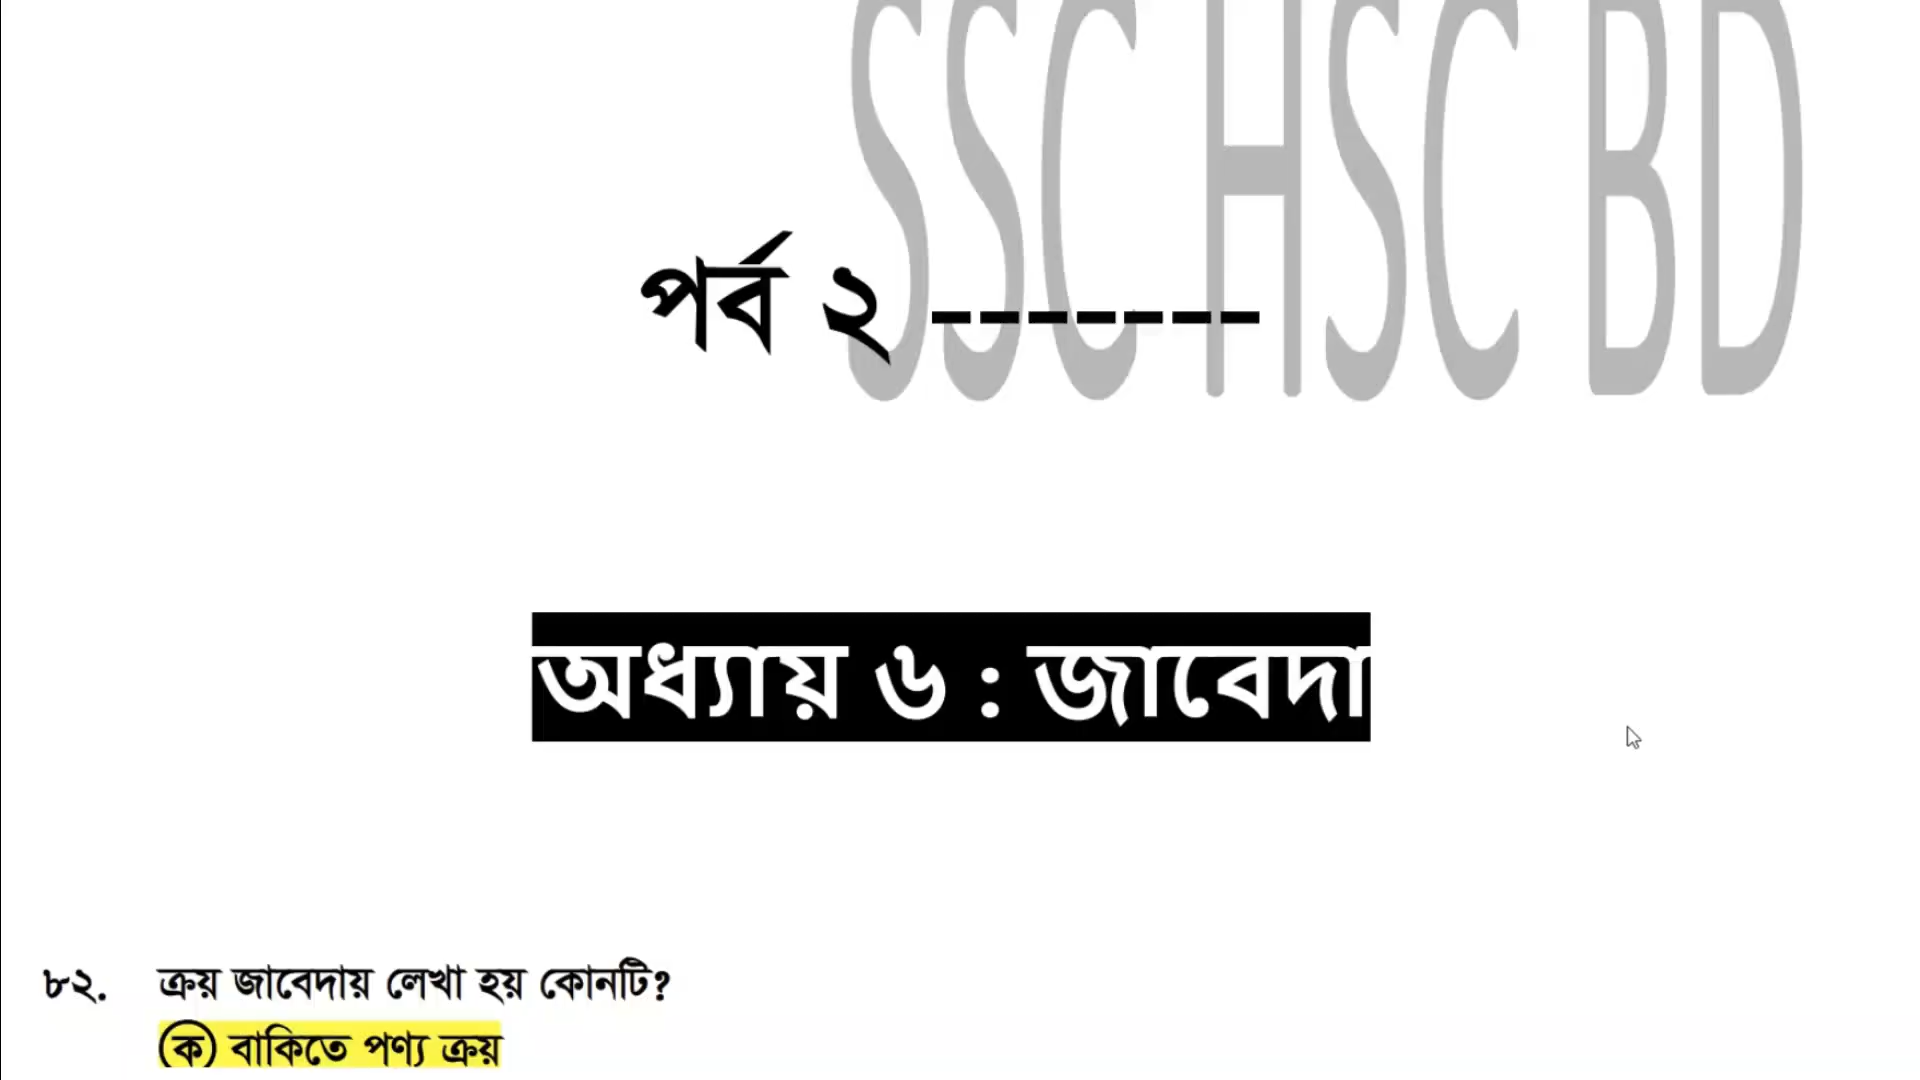 SSC HSC BD
পর্ব ২ -------
অধ্যায় ৬ : জাবেদা
৮২. ক্রয় জাবেদায় লেখা হয় কোনটি?
ক বাকিতে পণ্য ক্রয়